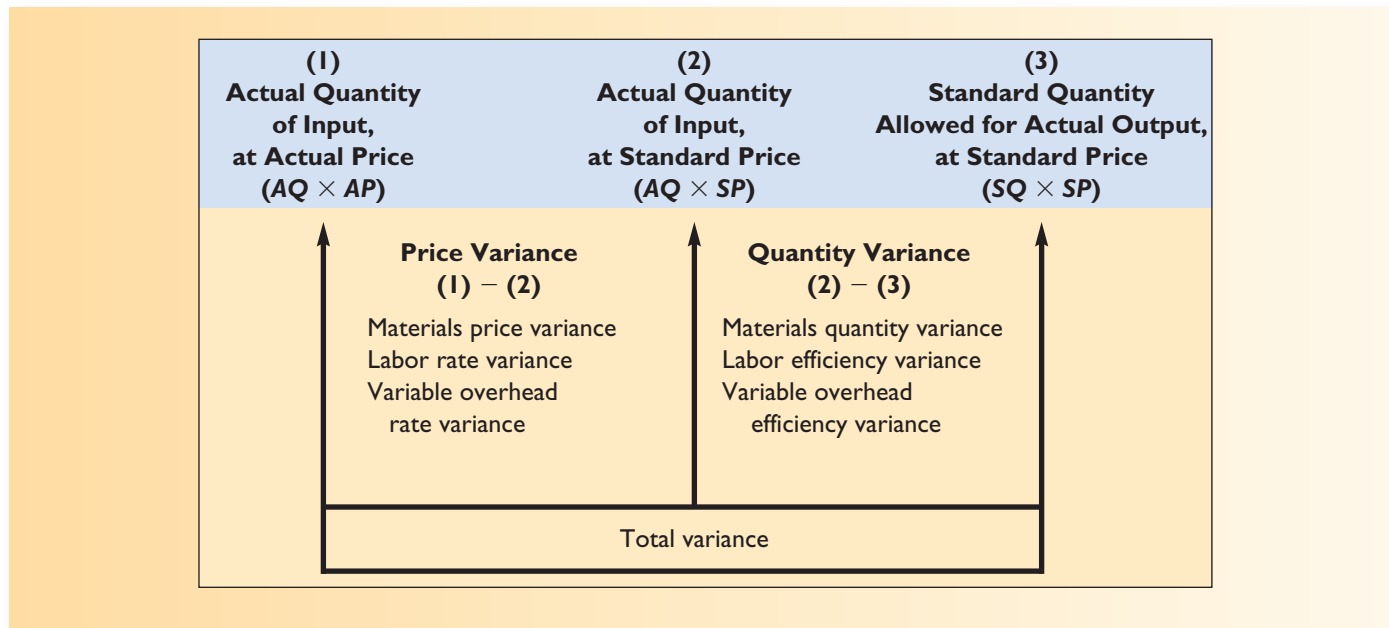 (1)
Actual Quantity
of Input,
at Actual Price
(AQ × AP)
(2)
Actual Quantity
of Input,
at Standard Price
(AQ × SP)
(3)
Standard Quantity
Allowed for Actual Output,
at Standard Price
(SQ × SP)
Price Variance
(1) − (2)
Materials price variance
Labor rate variance
Variable overhead
rate variance
Quantity Variance
(2) − (3)
Materials quantity variance
Labor efficiency variance
Variable overhead
efficiency variance
Total variance